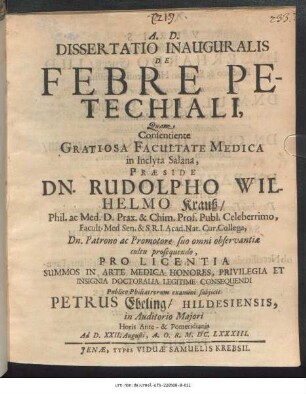 (219)
A. D.
DISSERTATIO INAUGURALIS
DE
FEBRE PE-
TECHIALI,
Quam,
Consentiente
GRATIOSA FACULTATE MEDICA
in Inclyta Salana,
PRÆSIDE
DN. RUDOLPHO WIL-
HELMO Krauß/
Phil. ac Med. D. Prax. & Chim. Prof. Publ. Celeberrimo,
Facult. Med. Sen. & S. R. I. Acad. Nat. Cur. Collega,
Dn. Patrono ac Promotore suo omni observantiæ
cultu prosequendo,
PRO LICENTIA
SUMMOS IN ARTE MEDICA HONORES, PRIVILEGIA ET
INSIGNIA DOCTORALIA LEGITIME CONSEQUENDI
Publico Philiatrorum examini subjicit
PETRUS Ebeling/ HILDESIENSIS,
in Auditorio Majori
Horis Ante- & Pomeridianis
Ad D. XXII. Augusti, A. O. R. M. DC. LXXXIII.
JENÆ, TYPIS VIDUÆ SAMUELIS KREBSII.